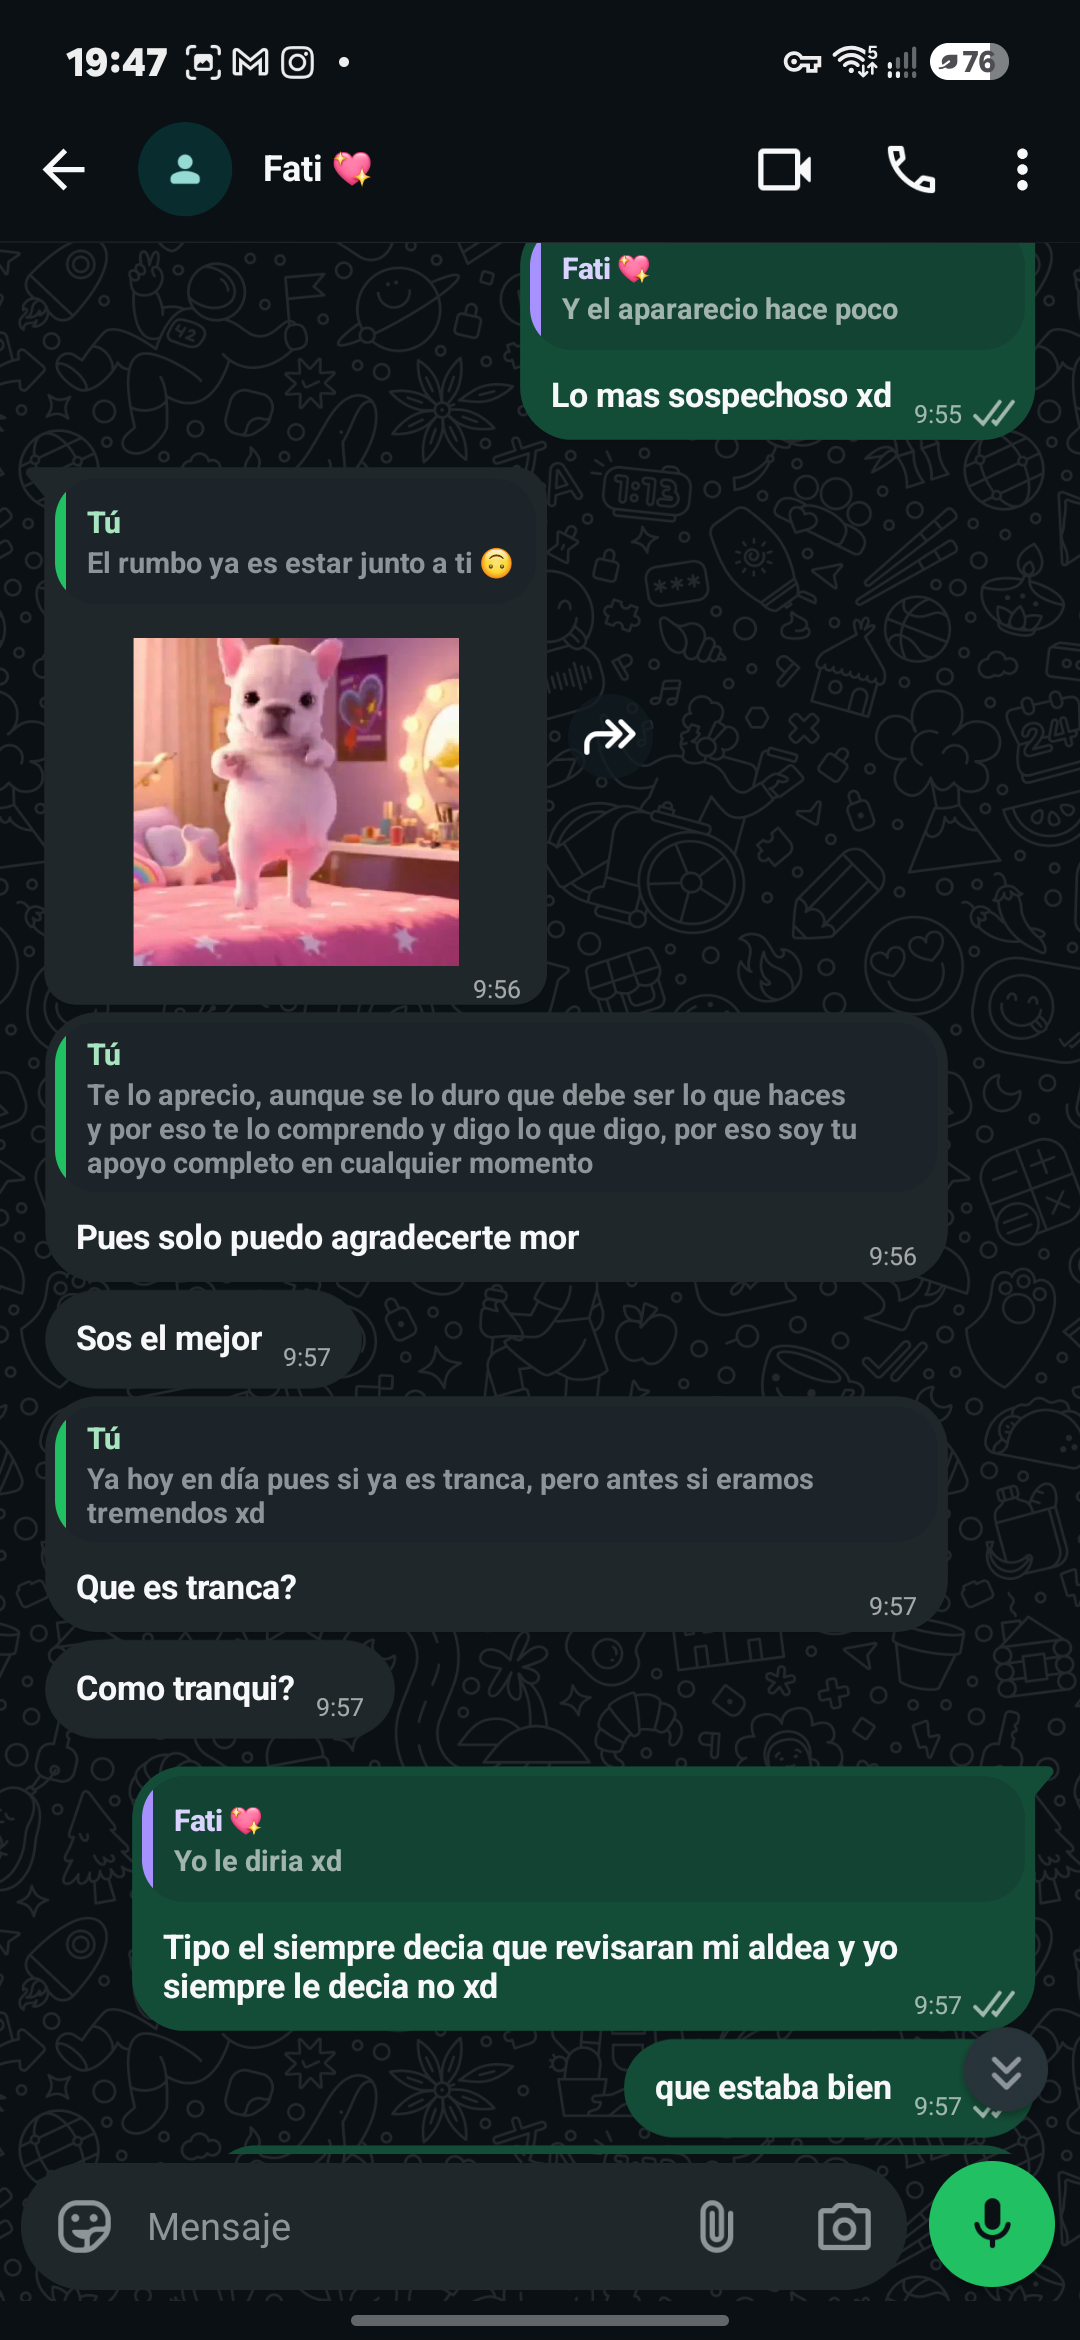 19:47
5
76
Fati 💖
Fati 💖
Y el apararecio hace poco
Lo mas sospechoso xd
9:55
Tú
El rumbo ya es estar junto a ti 🙃
9:56
Tú
Te lo aprecio, aunque se lo duro que debe ser lo que haces
y por eso te lo comprendo y digo lo que digo, por eso soy tu
apoyo completo en cualquier momento
Pues solo puedo agradecerte mor
9:56
Sos el mejor
9:57
Tú
Ya hoy en día pues si ya es tranca, pero antes si eramos
tremendos xd
Que es tranca?
9:57
Como tranqui?
9:57
Fati 💖
Yo le diria xd
Tipo el siempre decia que revisaran mi aldea y yo
siempre le decia no xd
9:57
que estaba bien
9:57
Mensaje